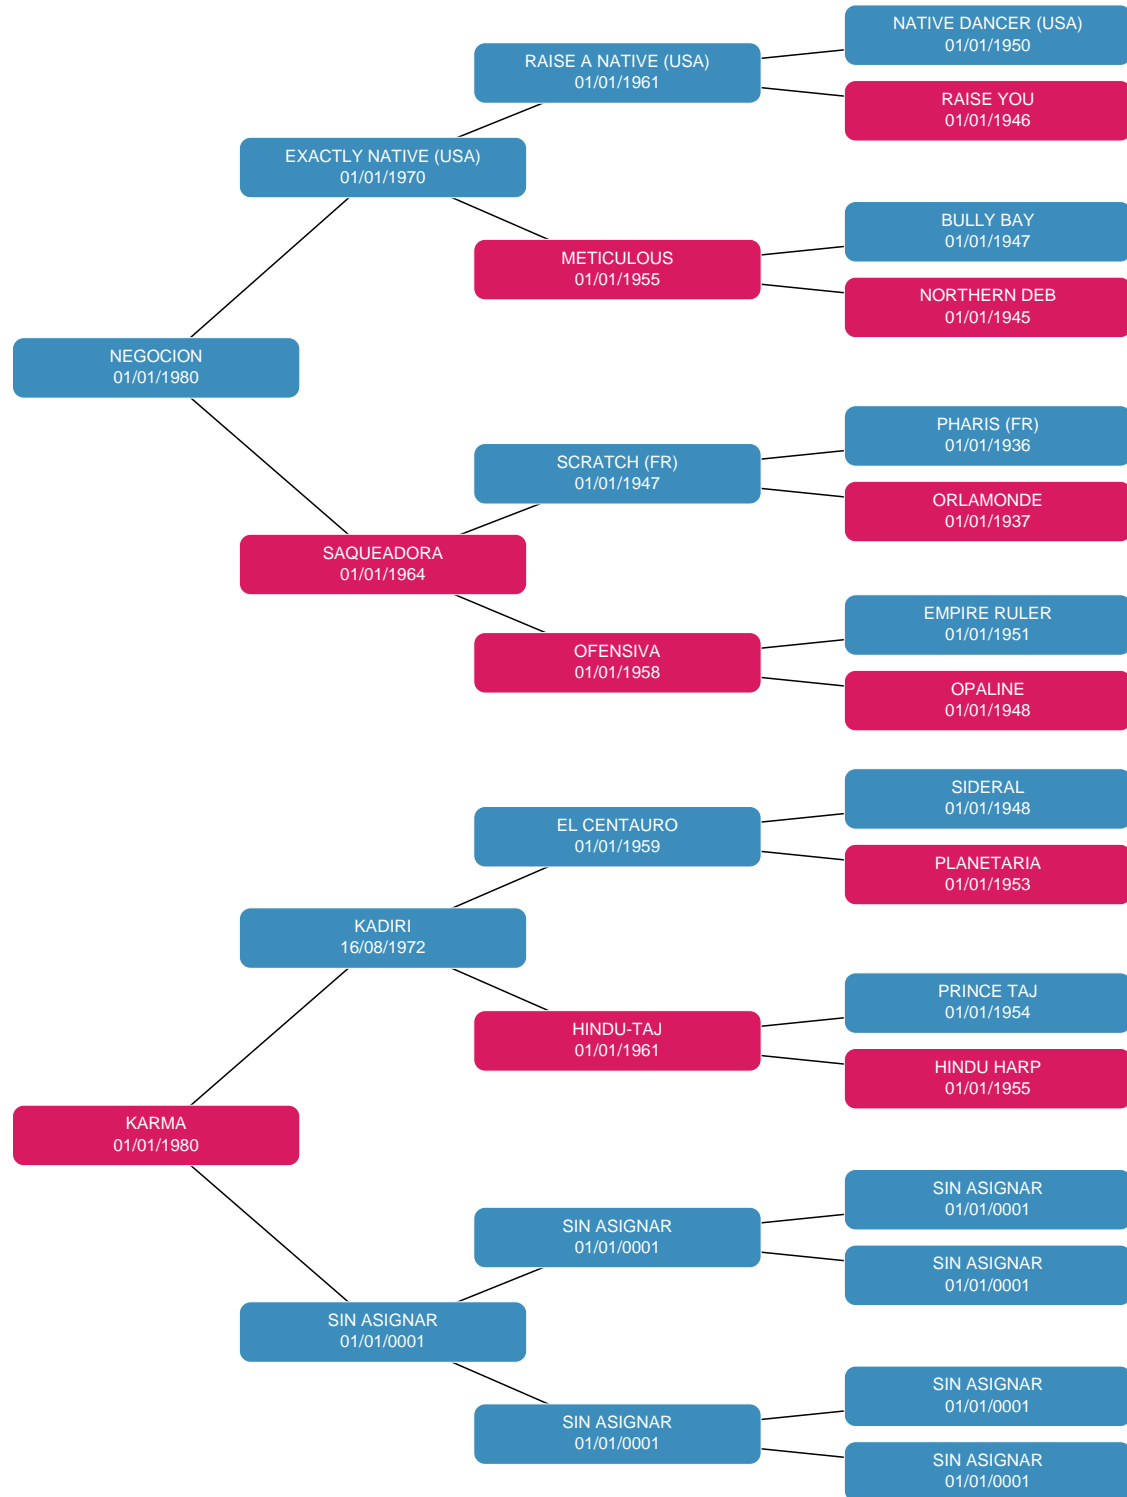 NATIVE DANCER (USA)
01/01/1950
RAISE A NATIVE (USA)
01/01/1961
RAISE YOU
01/01/1946
EXACTLY NATIVE (USA)
01/01/1970
BULLY BAY
01/01/1947
METICULOUS
01/01/1955
NORTHERN DEB
01/01/1945
NEGOCION
01/01/1980
PHARIS (FR)
01/01/1936
SCRATCH (FR)
01/01/1947
ORLAMONDE
01/01/1937
SAQUEADORA
01/01/1964
EMPIRE RULER
01/01/1951
OFENSIVA
01/01/1958
OPALINE
01/01/1948
SIDERAL
01/01/1948
EL CENTAURO
01/01/1959
PLANETARIA
01/01/1953
KADIRI
16/08/1972
PRINCE TAJ
01/01/1954
HINDU-TAJ
01/01/1961
HINDU HARP
01/01/1955
KARMA
01/01/1980
SIN ASIGNAR
01/01/0001
SIN ASIGNAR
01/01/0001
SIN ASIGNAR
01/01/0001
SIN ASIGNAR
01/01/0001
SIN ASIGNAR
01/01/0001
SIN ASIGNAR
01/01/0001
SIN ASIGNAR
01/01/0001